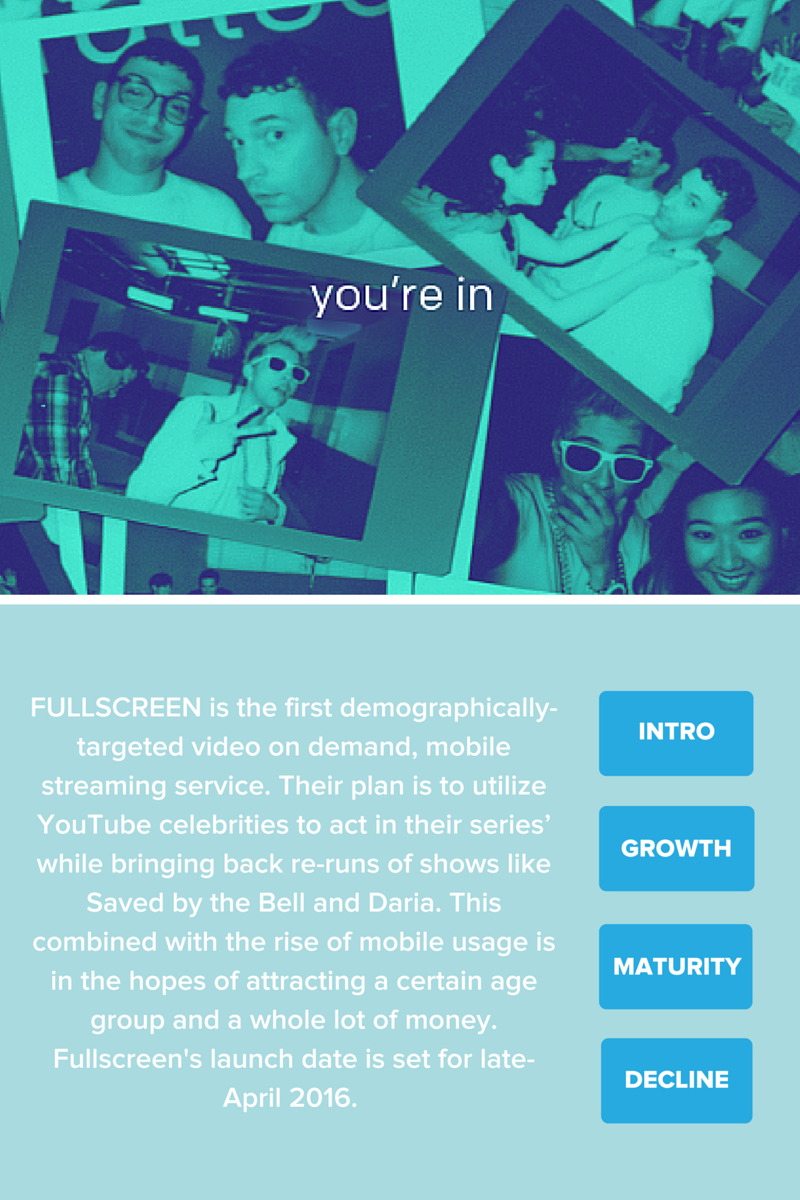 you're in
FULLSCREEN is the first demographically-
targeted video on demand, mobile
streaming service. Their plan is to utilize
YouTube celebrities to act in their series’
while bringing back re-runs of shows like
Saved by the Bell and Daria. This
combined with the rise of mobile usage is
in the hopes of attracting a certain age
group and a whole lot of money.
Fullscreen's launch date is set for late-
April 2016.
INTRO
GROWTH
MATURITY
DECLINE